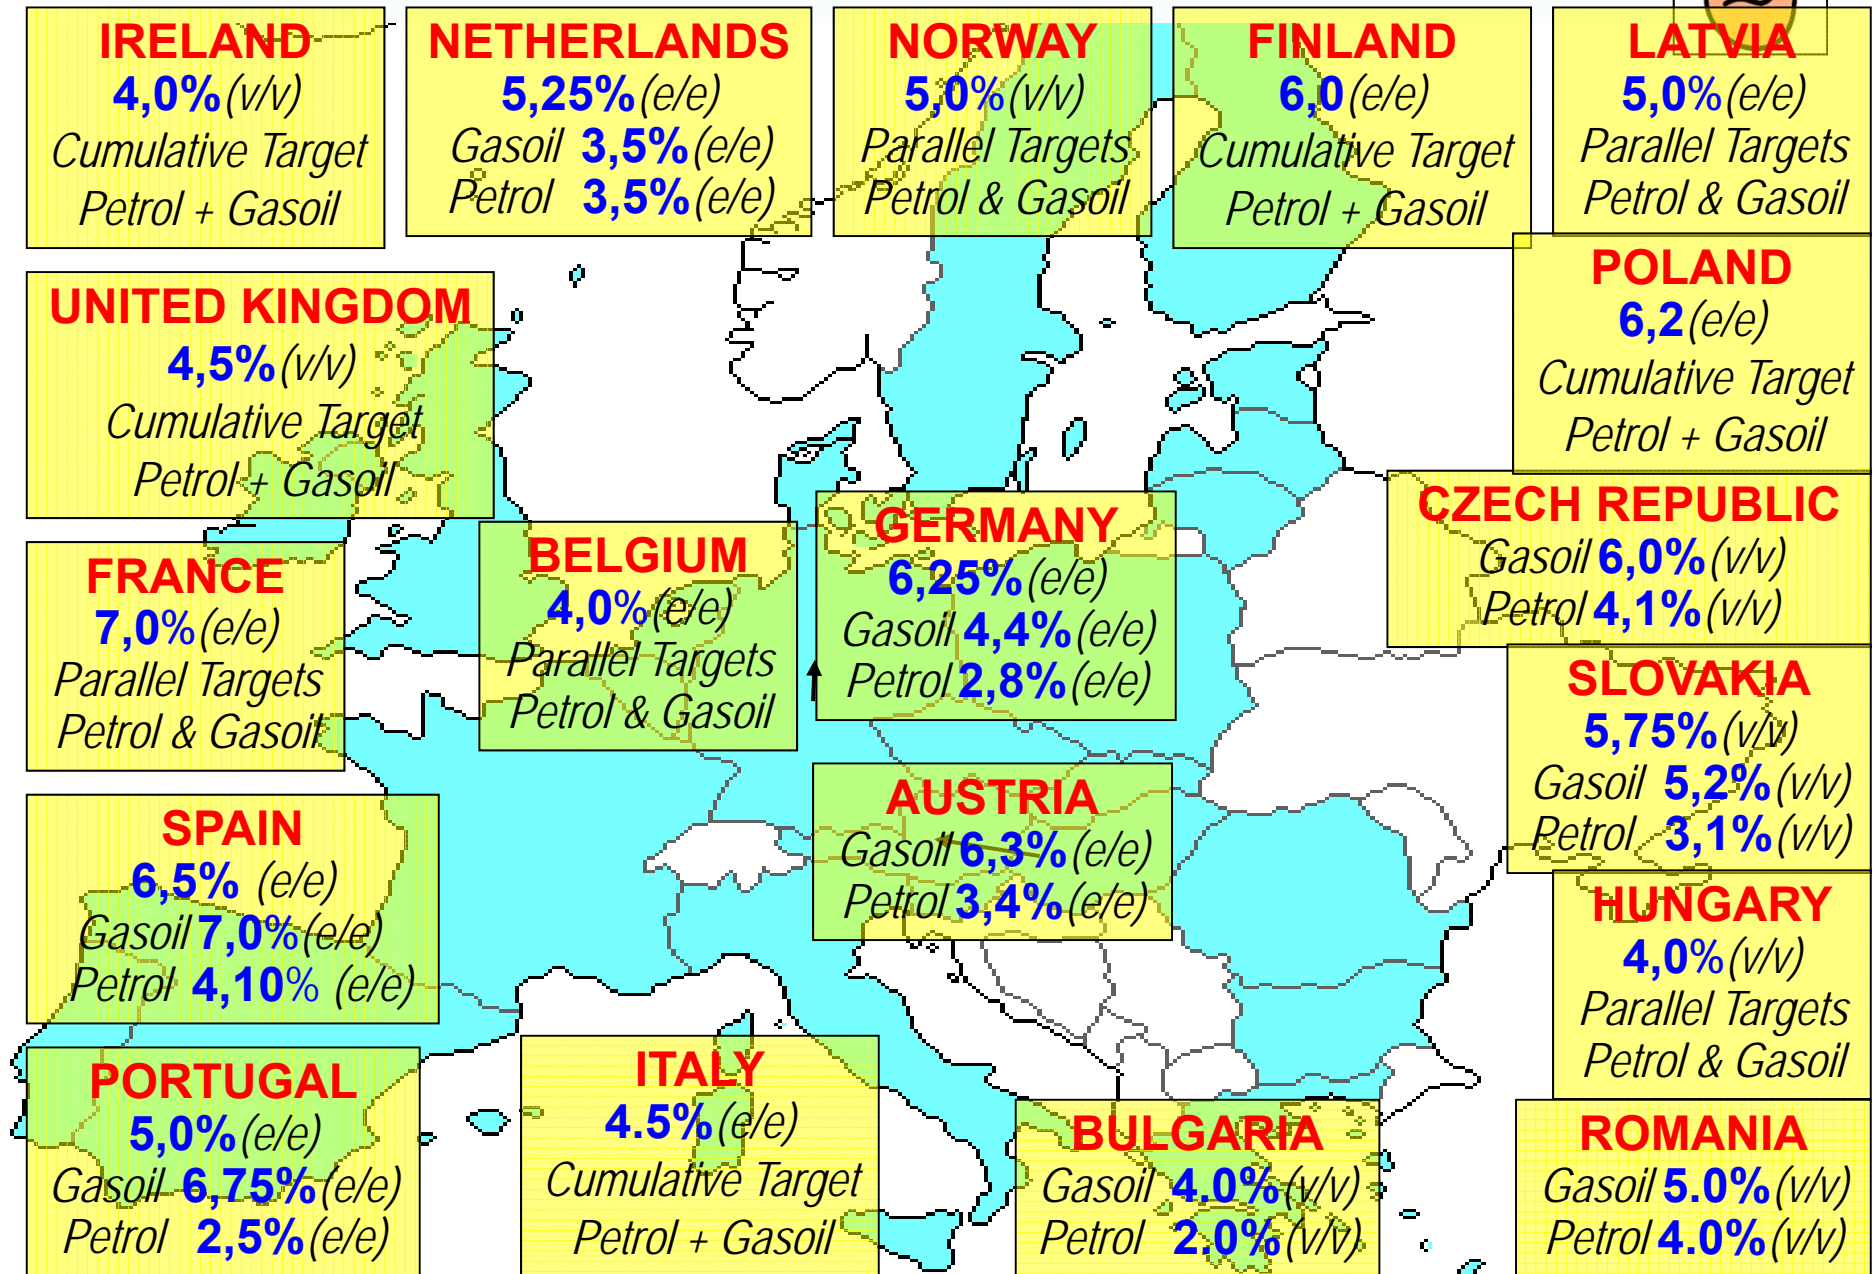 IRELAND
4,0% (v/v)
Cumulative Target
Petrol + Gasoil
NETHERLANDS
5,25% (e/e)
Gasoil 3,5% (e/e)
Petrol 3,5% (e/e)
NORWAY
5,0% (v/v)
Parallel Targets
Petrol & Gasoil
FINLAND
6,0 (e/e)
Cumulative Target
Petrol + Gasoil
LATVIA
5,0% (e/e)
Parallel Targets
Petrol & Gasoil
UNITED KINGDOM
4,5% (v/v)
Cumulative Target
Petrol + Gasoil
POLAND
6,2 (e/e)
Cumulative Target
Petrol + Gasoil
FRANCE
7,0% (e/e)
Parallel Targets
Petrol & Gasoil
BELGIUM
4,0% (e/e)
Parallel Targets
Petrol & Gasoil
GERMANY
6,25% (e/e)
Gasoil 4,4% (e/e)
Petrol 2,8% (e/e)
CZECH REPUBLIC
Gasoil 6,0% (v/v)
Petrol 4,1% (v/v)
SLOVAKIA
5,75% (v/v)
Gasoil 5,2% (v/v)
Petrol 3,1% (v/v)
SPAIN
6,5% (e/e)
Gasoil 7,0% (e/e)
Petrol 4,10% (e/e)
AUSTRIA
Gasoil 6,3% (e/e)
Petrol 3,4% (e/e)
HUNGARY
4,0% (v/v)
Parallel Targets
Petrol & Gasoil
PORTUGAL
5,0% (e/e)
Gasoil 6,75% (e/e)
Petrol 2,5% (e/e)
ITALY
4.5% (e/e)
Cumulative Target
Petrol + Gasoil
BULGARIA
Gasoil 4.0% (v/v)
Petrol 2.0% (v/v)
ROMANIA
Gasoil 5.0% (v/v)
Petrol 4.0% (v/v)